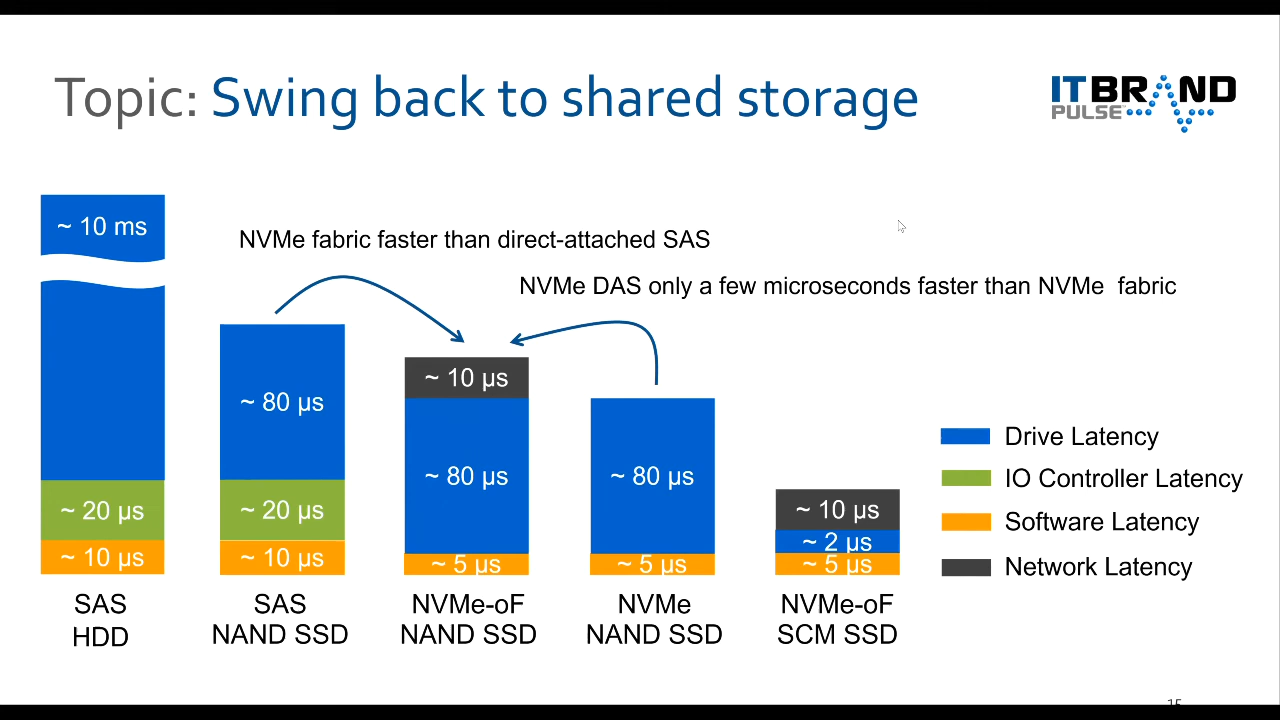 Topic: Swing back to shared storage
ITBRAND
PULSE
~ 10 ms
NVMe fabric faster than direct-attached SAS
NVMe DAS only a few microseconds faster than NVMe fabric
~ 80 µs
~ 20 µs
~ 10 µs
~ 20 µs
~ 10 µs
~ 10 µs
~ 80 µs
~ 5 µs
~ 80 µs
~ 5 µs
~ 10 µs
~ 2 µs
~ 5 µs
Drive Latency
IO Controller Latency
Software Latency
Network Latency
SAS
HDD
SAS
NAND SSD
NVMe-oF
NAND SSD
NVMe
NAND SSD
NVMe-oF
SCM SSD
15